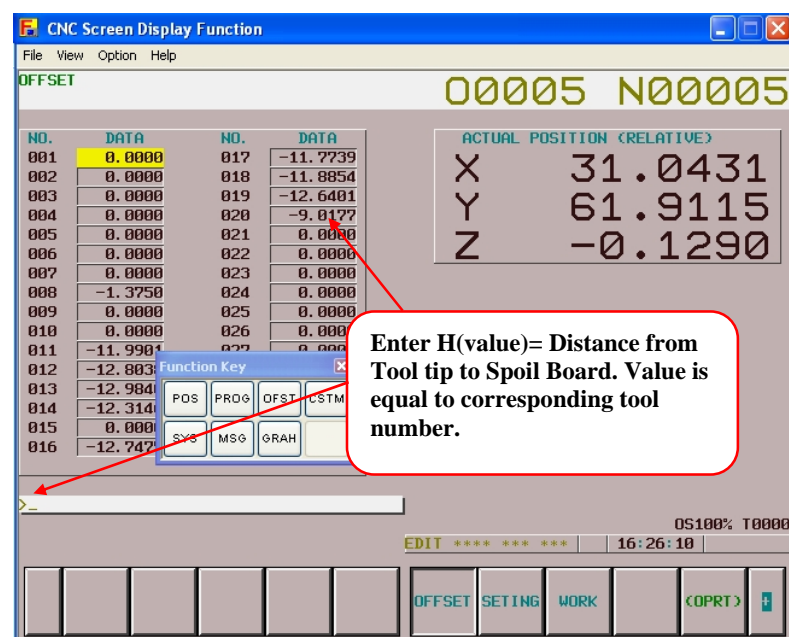 CNC Screen Display Function
File View Option Help
OFFSET
O0005 N00005
NO. DATA NO. DATA
001 0.0000 017 -11.7739
002 0.0000 018 -11.8854
003 0.0000 019 -12.6401
004 0.0000 020 -9.0177
005 0.0000 021 0.0000
006 0.0000 022 0.0000
007 0.0000 023 0.0000
008 -1.3750 024 0.0000
009 0.0000 025 0.0000
010 0.0000 026 0.0000
011 -11.9901 027
012 -12.803
013 -12.984
014 -12.314
015 0.000
016 -12.747
ACTUAL POSITION (RELATIVE)
X 31.0431
Y 61.9115
Z -0.1290
Function Key
POS PROG OFST CSTM
SYS MSG GRAH
Enter H(value)= Distance from
Tool tip to Spoil Board. Value is
equal to corresponding tool
number.
>_
OS100% T0000
EDIT **** *** *** 16:26:10
OFFSET SETING WORK (OPRT) +